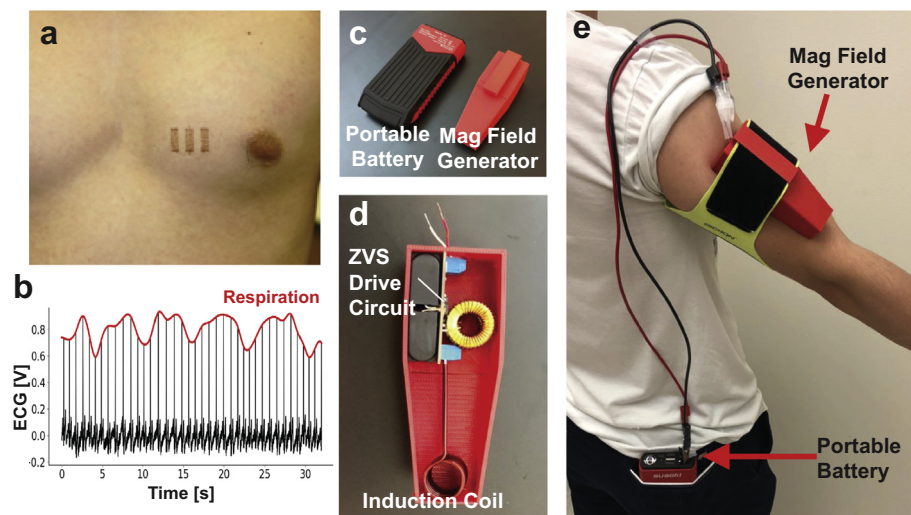 a
b
Respiration
ECG [V]
0.8
0.6
0.4
0.2
0.0
-0.2
0
5
10
15
20
25
30
Time [s]
c
Portable
Battery
Mag Field
Generator
d
ZVS
Drive
Circuit
Induction Coil
e
Mag Field
Generator
Portable
Battery